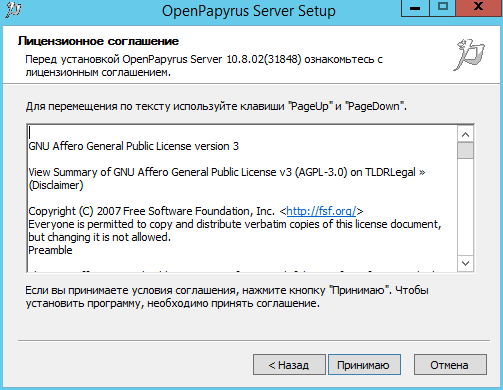 OpenPapyrus Server Setup
Лицензионное соглашение
Перед установкой OpenPapyrus Server 10.8.02(31848) ознакомьтесь с
лицензионным соглашением.
Для перемещения по тексту используйте клавиши "PageUp" и "PageDown".
GNU Affero General Public License version 3
View Summary of GNU Affero General Public License v3 (AGPL-3.0) on TLDRLegal »
(Disclaimer)
Copyright (C) 2007 Free Software Foundation, Inc. <http://fsf.org/>
Everyone is permitted to copy and distribute verbatim copies of this license document,
but changing it is not allowed.
Preamble
Если вы принимаете условия соглашения, нажмите кнопку "Принимаю". Чтобы
установить программу, необходимо принять соглашение.
< Назад
Принимаю
Отмена